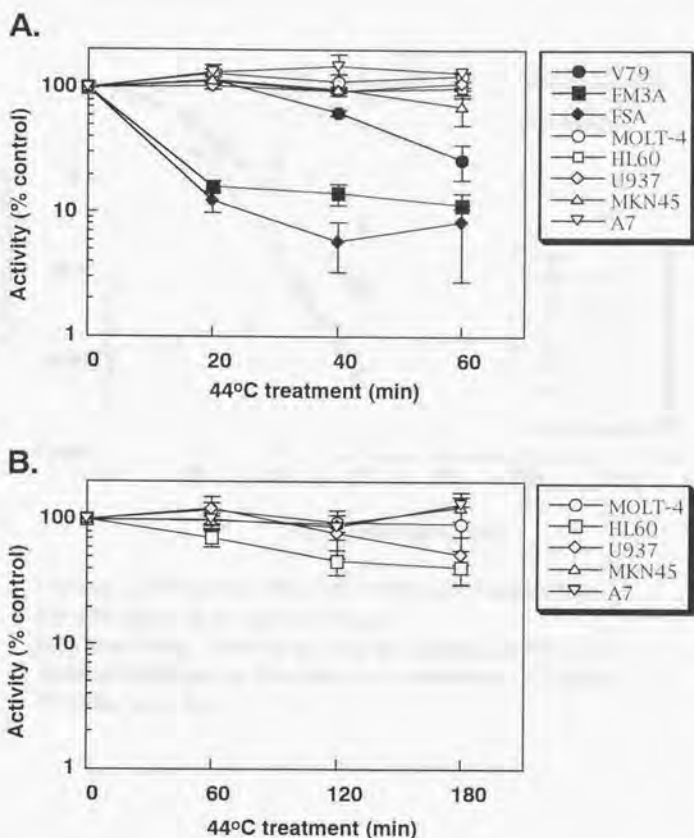 A.
100
10
1
Activity (% control)
0 20 40 60
44°C treatment (min)
V79
FM3A
FSA
MOLT-4
HL60
U937
MKN45
A7
B.
100
10
1
Activity (% control)
0 60 120 180
44°C treatment (min)
MOLT-4
HL60
U937
MKN45
A7